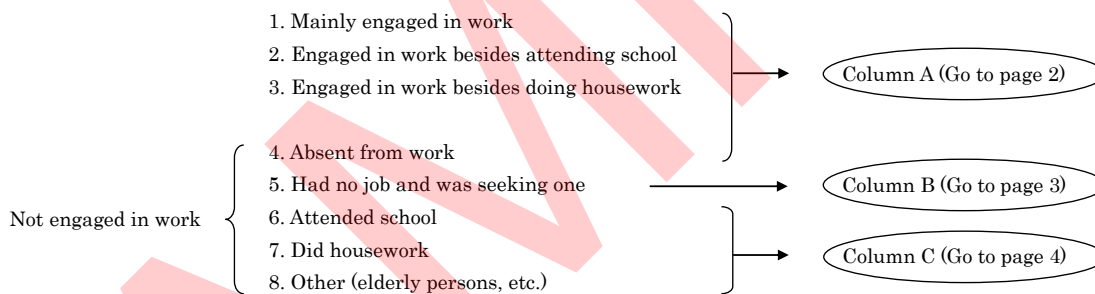 1. Mainly engaged in work
2. Engaged in work besides attending school
3. Engaged in work besides doing housework
Column A (Go to page 2)
Not engaged in work
4. Absent from work
5. Had no job and was seeking one
Column B (Go to page 3)
6. Attended school
7. Did housework
8. Other (elderly persons, etc.)
Column C (Go to page 4)